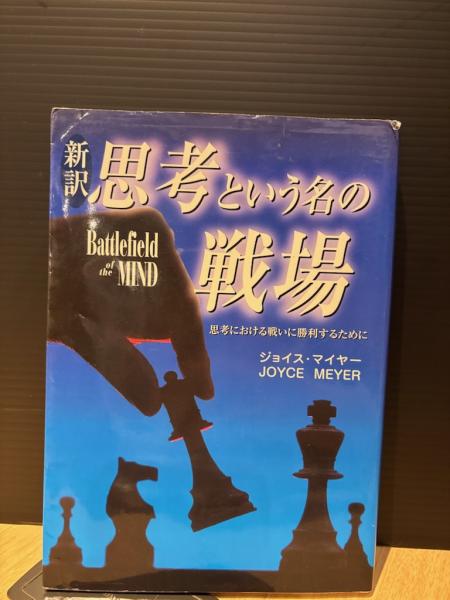 新訳
思考という名の
戦場
Battlefield
of the MIND
思考における戦いに勝利するために
ジョイス・マイヤー
JOYCE MEYER